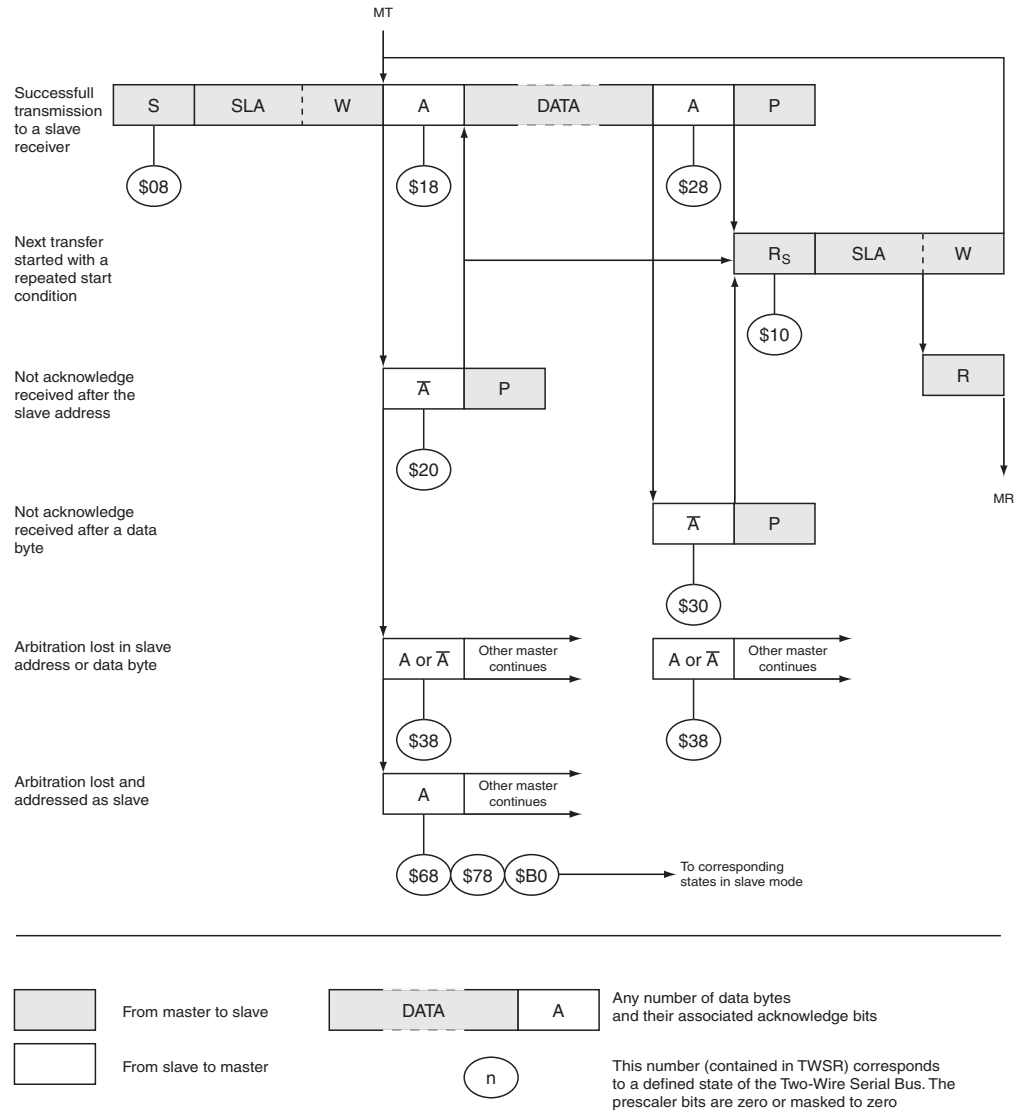 MT
Successfull
transmission
to a slave
receiver
S
SLA
W
A
DATA
A
P
$08
$18
$28
Next transfer
started with a
repeated start
condition
RS
SLA
W
$10
Not acknowledge
received after the
slave address
A̅
P
R
$20
MR
Not acknowledge
received after a data
byte
A̅
P
$30
Arbitration lost in slave
address or data byte
A or A̅
Other master
continues
A or A̅
Other master
continues
$38
$38
Arbitration lost and
addressed as slave
A
Other master
continues
$68
$78
$B0
To corresponding
states in slave mode
From master to slave
DATA
A
Any number of data bytes
and their associated acknowledge bits
From slave to master
n
This number (contained in TWSR) corresponds
to a defined state of the Two-Wire Serial Bus. The
prescaler bits are zero or masked to zero